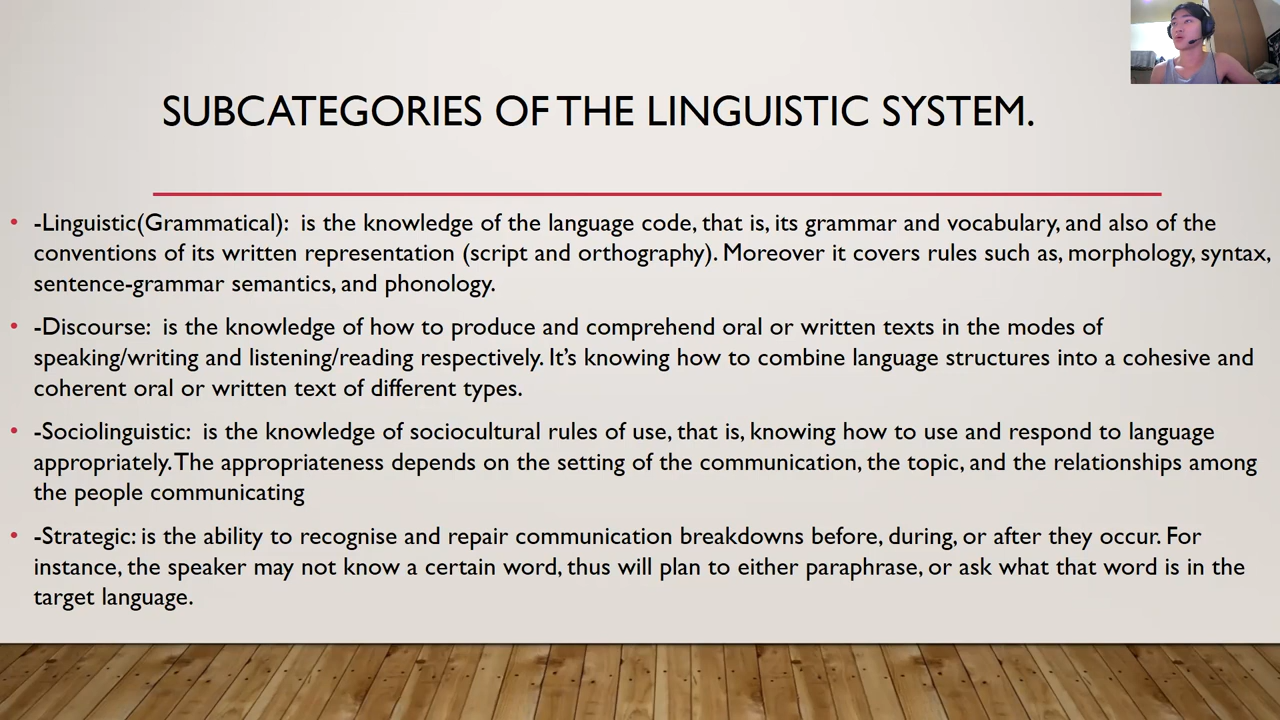 SUBCATEGORIES OF THE LINGUISTIC SYSTEM.
• -Linguistic(Grammatical): is the knowledge of the language code, that is, its grammar and vocabulary, and also of the
conventions of its written representation (script and orthography). Moreover it covers rules such as, morphology, syntax,
sentence-grammar semantics, and phonology.
• -Discourse: is the knowledge of how to produce and comprehend oral or written texts in the modes of
speaking/writing and listening/reading respectively. It’s knowing how to combine language structures into a cohesive and
coherent oral or written text of different types.
• -Sociolinguistic: is the knowledge of sociocultural rules of use, that is, knowing how to use and respond to language
appropriately. The appropriateness depends on the setting of the communication, the topic, and the relationships among
the people communicating
• -Strategic: is the ability to recognise and repair communication breakdowns before, during, or after they occur. For
instance, the speaker may not know a certain word, thus will plan to either paraphrase, or ask what that word is in the
target language.